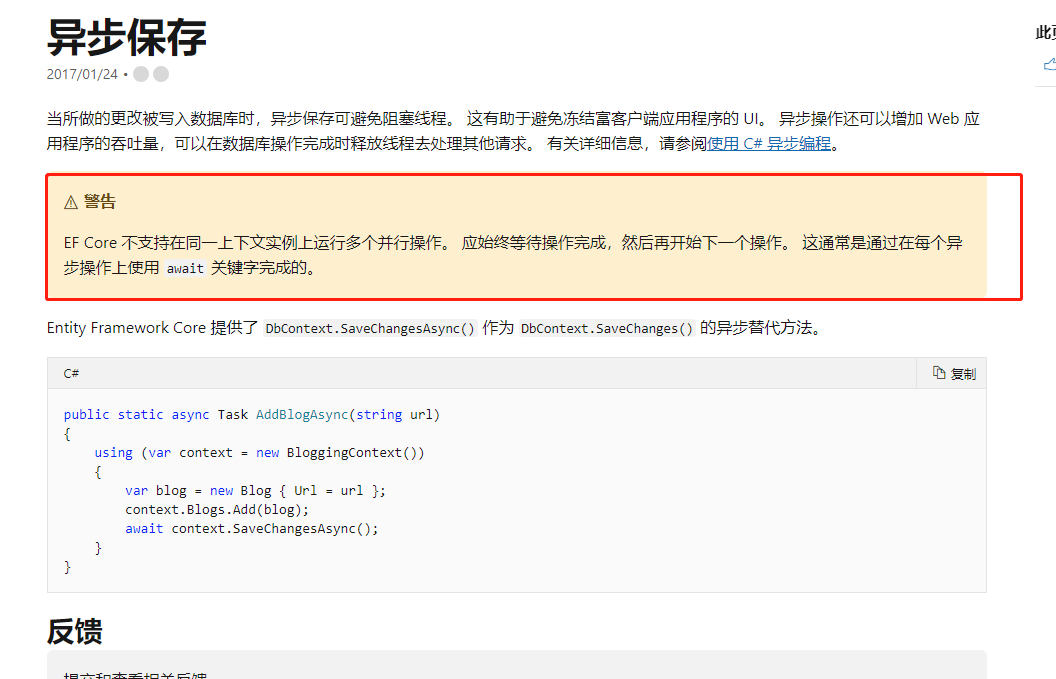 异步保存
此
2017/01/24 •
当所做的更改被写入数据库时，异步保存可避免阻塞线程。 这有助于避免冻结富客户端应用程序的 UI。 异步操作还可以增加 Web 应
用程序的吞吐量，可以在数据库操作完成时释放线程去处理其他请求。 有关详细信息，请参阅使用 C# 异步编程。
⚠ 警告
EF Core 不支持在同一上下文实例上运行多个并行操作。 应始终等待操作完成，然后再开始下一个操作。 这通常是通过在每个异
步操作上使用 await 关键字完成的。
Entity Framework Core 提供了 DbContext.SaveChangesAsync() 作为 DbContext.SaveChanges() 的异步替代方法。
C#
复制
public static async Task AddBlogAsync(string url)
{
    using (var context = new BloggingContext())
    {
        var blog = new Blog { Url = url };
        context.Blogs.Add(blog);
        await context.SaveChangesAsync();
    }
}
反馈
提交和查看相关反馈